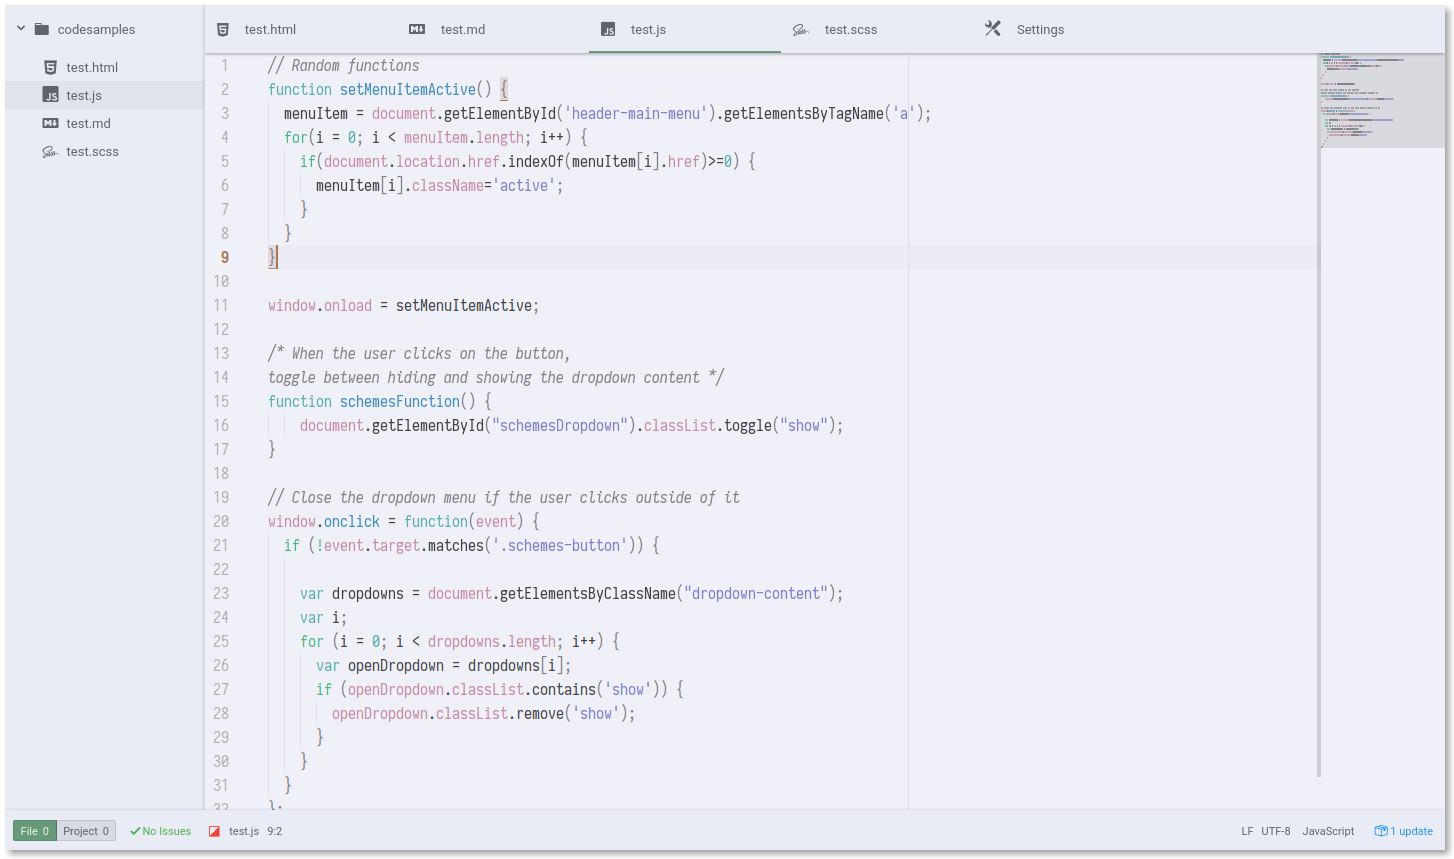 codesamples
test.html
test.js
test.md
test.scss
test.html test.md test.js test.scss Settings
1 // Random functions
2 function setMenuItemActive() {
3 menuItem = document.getElementById('header-main-menu').getElementsByTagName('a');
4 for(i = 0; i < menuItem.length; i++) {
5 if(document.location.href.indexOf(menuItem[i].href)>=0) {
6 menuItem[i].className='active';
7 }
8 }
9 }
10
11 window.onload = setMenuItemActive;
12
13 /* When the user clicks on the button,
14 toggle between hiding and showing the dropdown content */
15 function schemesFunction() {
16 document.getElementById("schemesDropdown").classList.toggle("show");
17 }
18
19 // Close the dropdown menu if the user clicks outside of it
20 window.onclick = function(event) {
21 if (!event.target.matches('.schemes-button')) {
22
23 var dropdowns = document.getElementsByClassName("dropdown-content");
24 var i;
25 for (i = 0; i < dropdowns.length; i++) {
26 var openDropdown = dropdowns[i];
27 if (openDropdown.classList.contains('show')) {
28 openDropdown.classList.remove('show');
29 }
30 }
31 }
32 };
File 0 Project 0 No Issues test.js 9:2 LF UTF-8 JavaScript 1 update